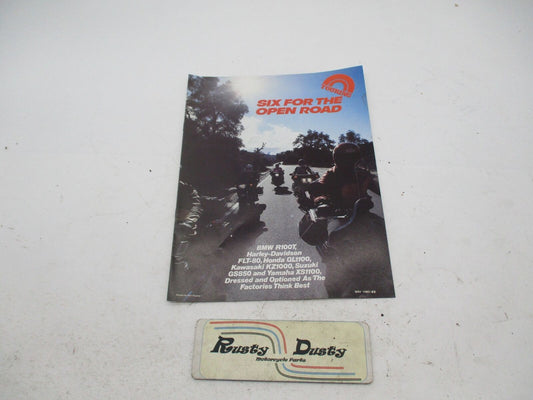 TOURING
SIX FOR THE
OPEN ROAD
BMW R100T,
Harley-Davidson
FLT-80, Honda GL1100,
Kawasaki KZ1000, Suzuki
GS850 and Yamaha XS1100,
Dressed and Optioned As The
Factories Think Best
Rusty Dusty
Motorcycle Parts